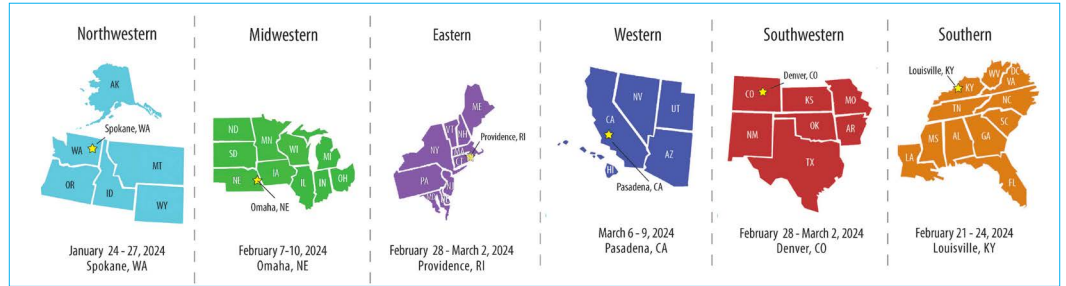 Northwestern
AK
Spokane, WA
WA
MT
OR
ID
WY
January 24 - 27, 2024
Spokane, WA
Midwestern
ND
MN
SD
WI
MI
NE
IA
IL
IN
OH
Omaha, NE
February 7-10, 2024
Omaha, NE
Eastern
ME
VT
NH
NY
Providence, RI
MA
CT
PA
NJ
February 28 - March 2, 2024
Providence, RI
Western
NV
UT
CA
AZ
HI
Pasadena, CA
March 6 - 9, 2024
Pasadena, CA
Southwestern
Denver, CO
CO
KS
MO
NM
OK
AR
TX
February 28 - March 2, 2024
Denver, CO
Southern
Louisville, KY
WV
DC
VA
KY
TN
NC
SC
MS
AL
GA
LA
FL
February 21 - 24, 2024
Louisville, KY